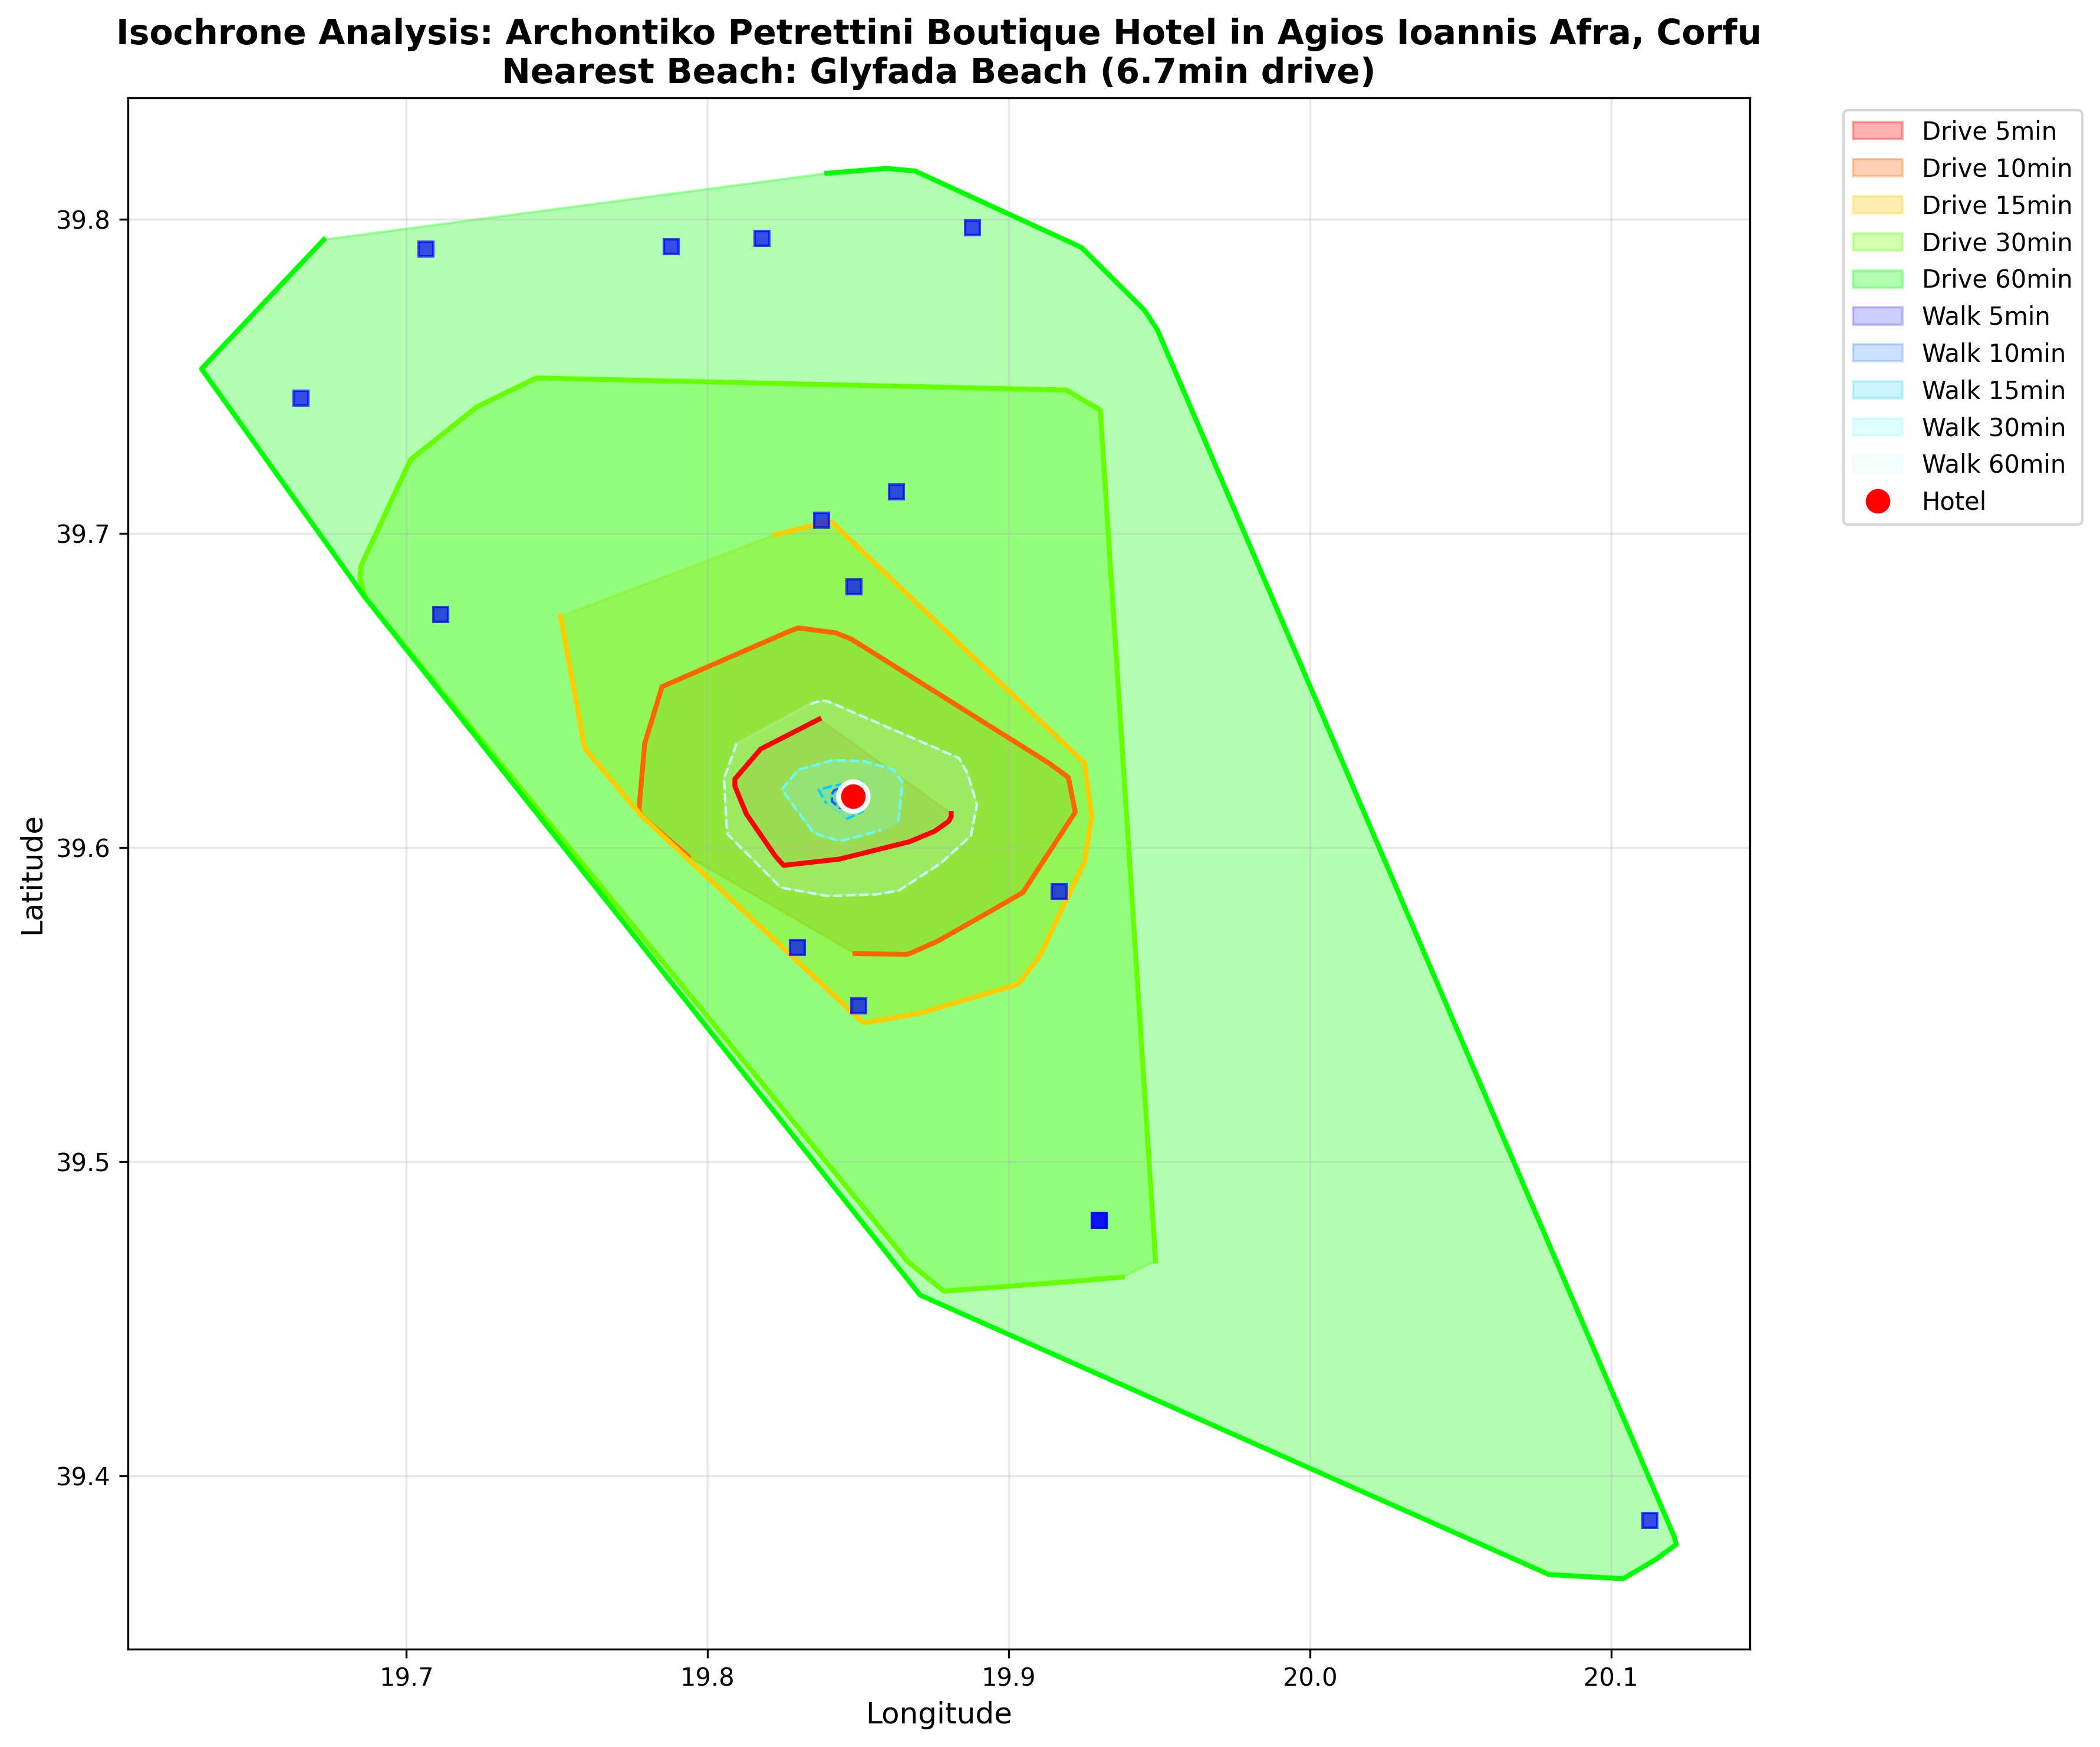 Isochrone Analysis: Archontiko Petrettini Boutique Hotel in Agios Ioannis Afra, Corfu
Nearest Beach: Glyfada Beach (6.7min drive)
Drive 5min
Drive 10min
Drive 15min
Drive 30min
Drive 60min
Walk 5min
Walk 10min
Walk 15min
Walk 30min
Walk 60min
Hotel
Latitude
39.8
39.7
39.6
39.5
39.4
19.7 19.8 19.9 20.0 20.1
Longitude